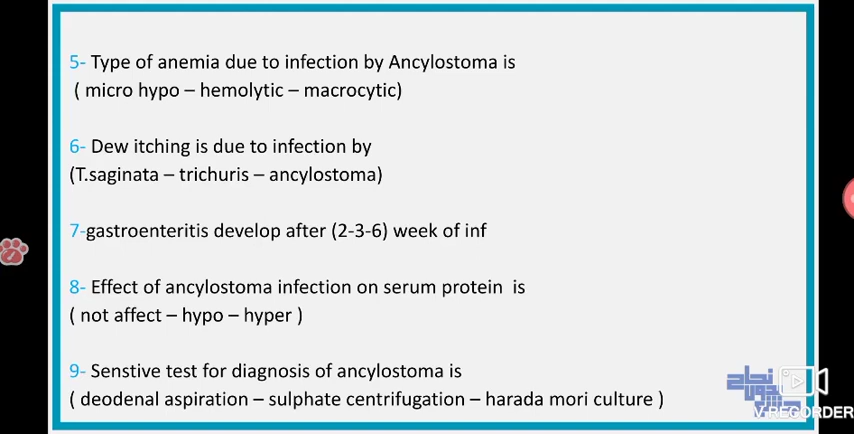 5- Type of anemia due to infection by Ancylostoma is
( micro hypo – hemolytic – macrocytic)
6- Dew itching is due to infection by
(T.saginata – trichuris – ancylostoma)
7-gastroenteritis develop after (2-3-6) week of inf
8- Effect of ancylostoma infection on serum protein is
( not affect – hypo – hyper )
9- Senstive test for diagnosis of ancylostoma is
( deodenal aspiration – sulphate centrifugation – harada mori culture )
V-RECORDER